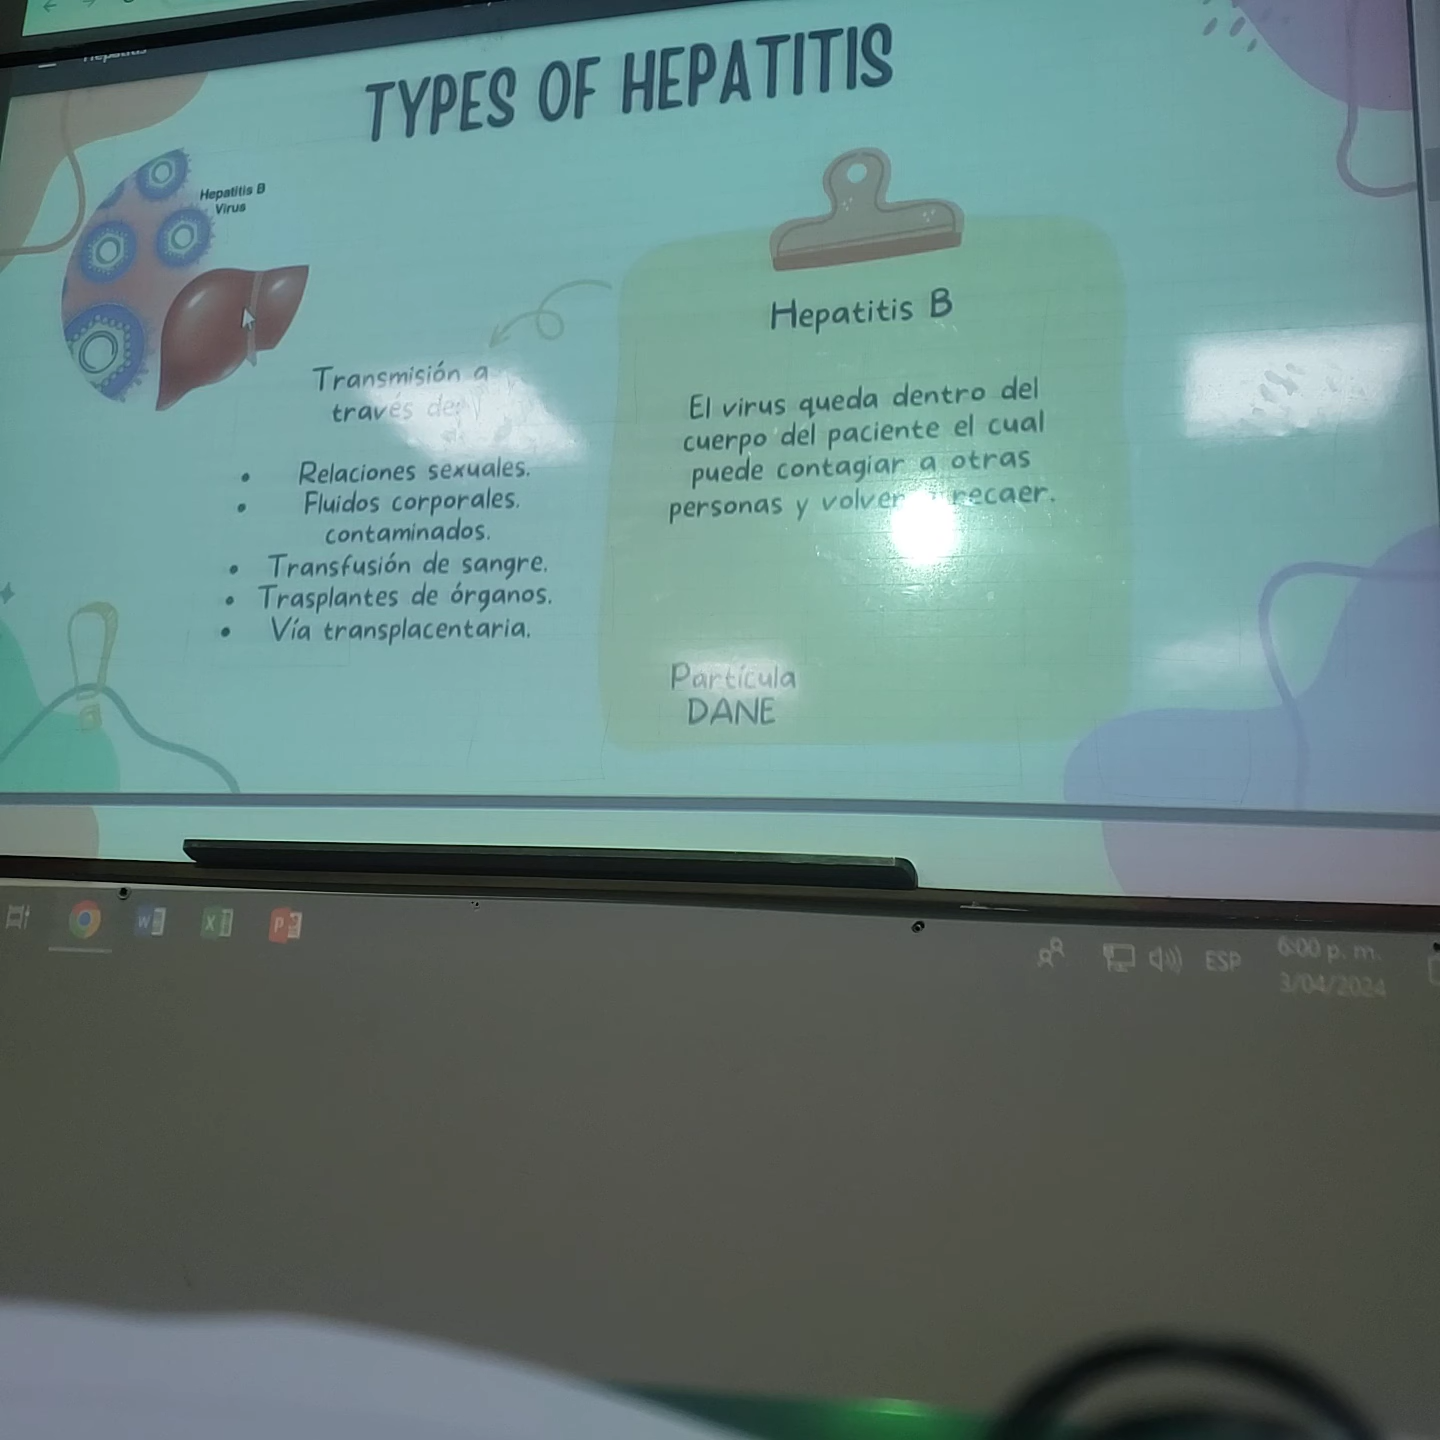 TYPES OF HEPATITIS
Hepatitis B
Virus
Transmisión a
través de:
Relaciones sexuales.
Fluidos corporales.
contaminados.
Transfusión de sangre.
Trasplantes de órganos.
Vía transplacentaria.
Hepatitis B
El virus queda dentro del
cuerpo del paciente el cual
puede contagiar a otras
personas y volver a recaer.
Partícula
DANE
ESP
6:00 p. m.
3/04/2024